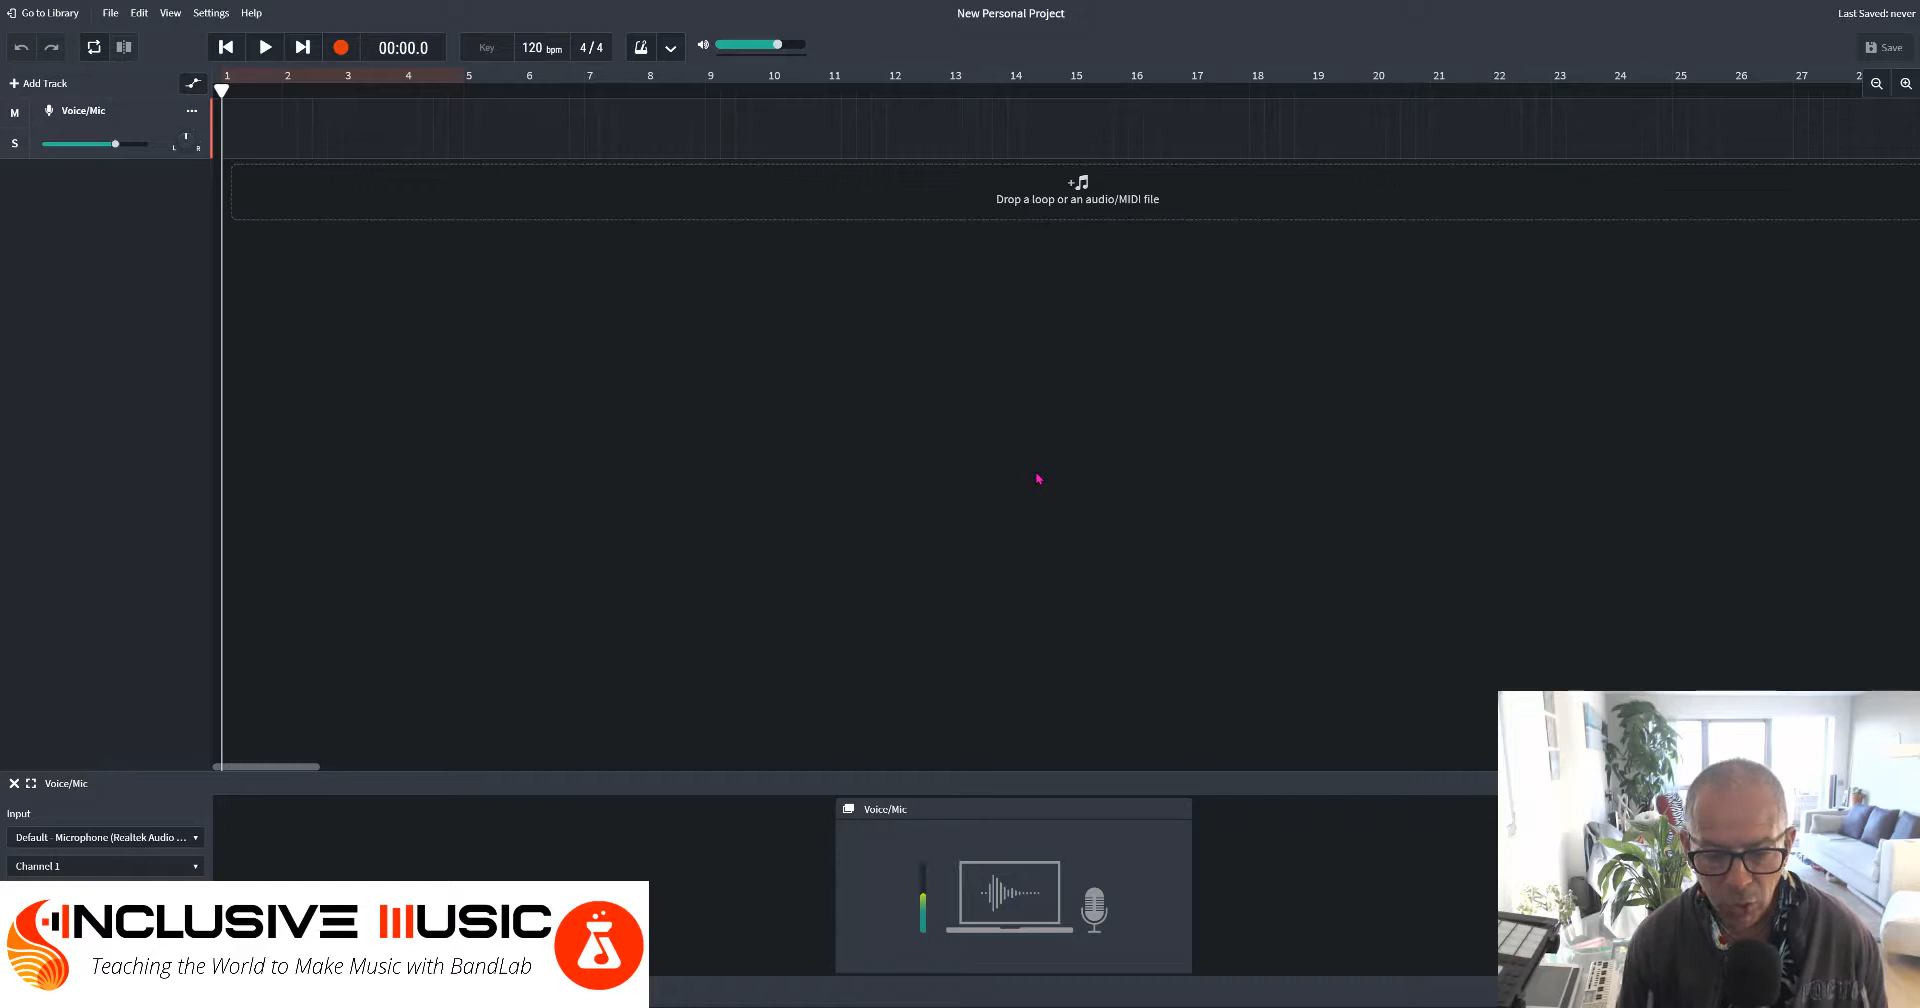 Go to Library File Edit View Settings Help New Personal Project Last Saved: never
00:00.0 Key 120 bpm 4/4 Save
Add Track 1 2 3 4 5 6 7 8 9 10 11 12 13 14 15 16 17 18 19 20 21 22 23 24 25 26 27
M Voice/Mic
S L R
Drop a loop or an audio/MIDI file
Voice/Mic
Input
Voice/Mic
Default - Microphone (Realtek Audio ...
Channel 1
INCLUSIVE MUSIC
Teaching the World to Make Music with BandLab